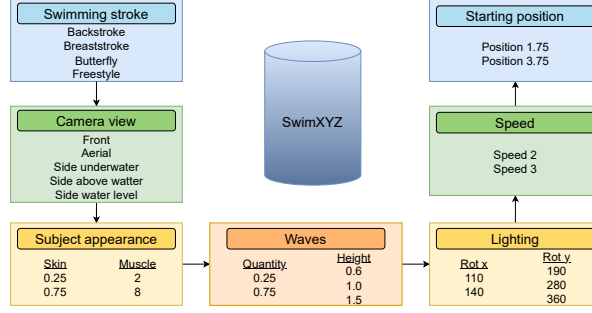 Swimming stroke
Backstroke
Breaststroke
Butterfly
Freestyle
Camera view
Front
Aerial
Side underwater
Side above watter
Side water level
Subject appearance
Skin Muscle
0.25 2
0.75 8
SwimXYZ
Waves
Quantity Height
0.25 0.6
0.75 1.0
1.5
Lighting
Rot x Rot y
110 190
140 280
360
Speed
Speed 2
Speed 3
Starting position
Position 1.75
Position 3.75